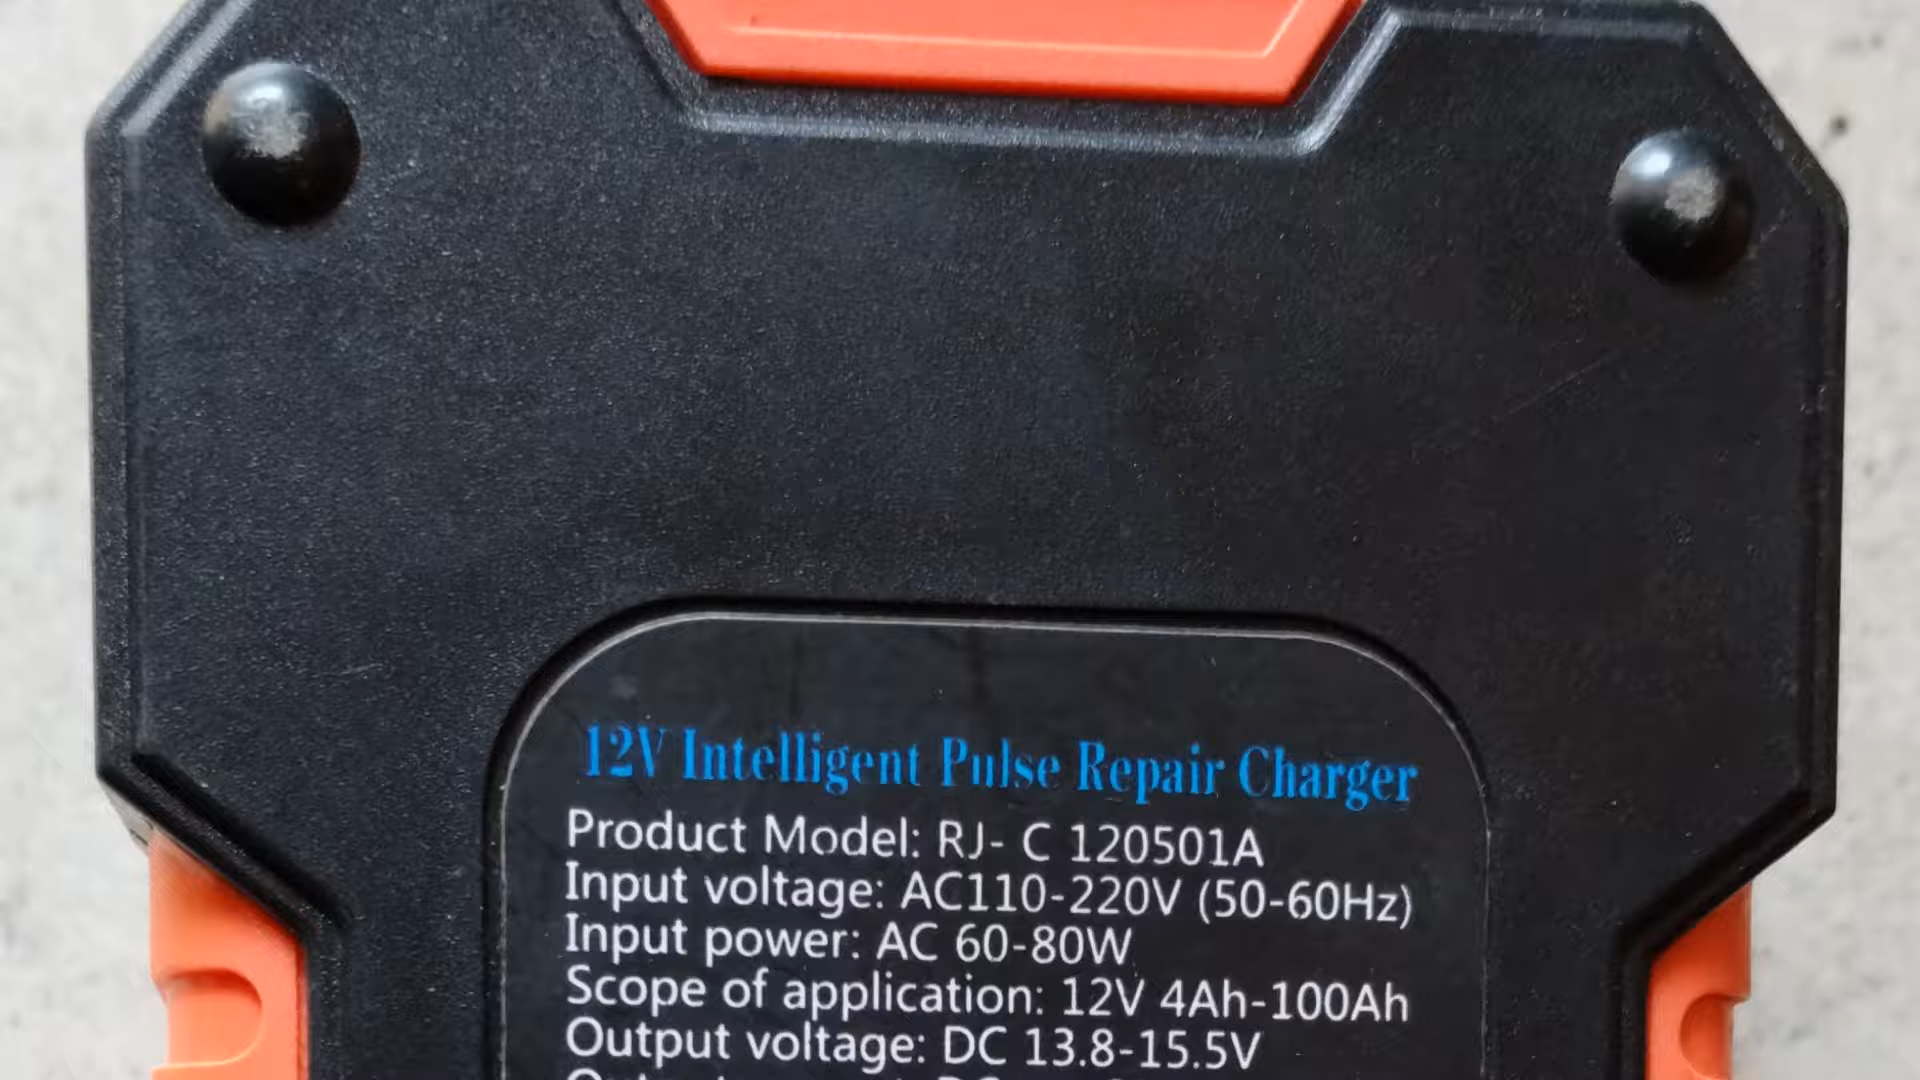 12V Intelligent Pulse Repair Charger
Product Model: RJ- C 120501A
Input voltage: AC110-220V (50-60Hz)
Input power: AC 60-80W
Scope of application: 12V 4Ah-100Ah
Output voltage: DC 13.8-15.5V